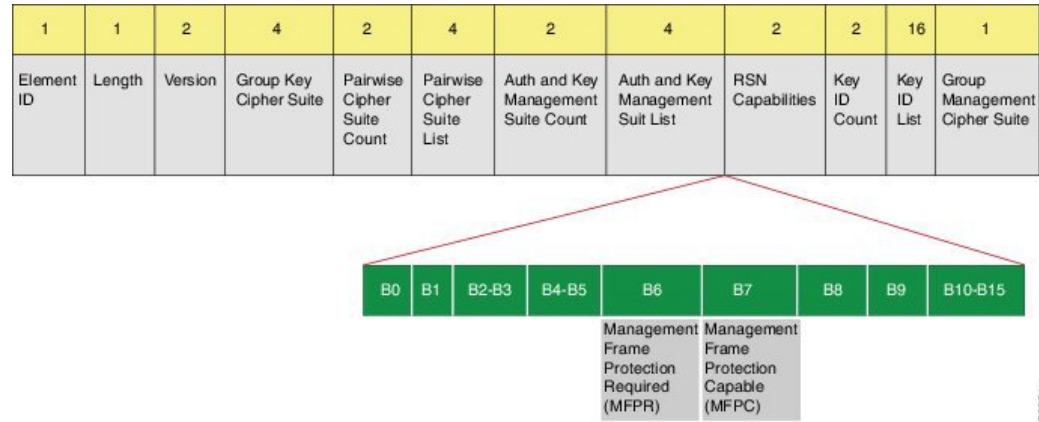 1 1 2 4 2 4 2 4 2 2 16 1
Element ID
Length
Version
Group Key Cipher Suite
Pairwise Cipher Suite Count
Pairwise Cipher Suite List
Auth and Key Management Suite Count
Auth and Key Management Suit List
RSN Capabilities
Key ID Count
Key ID List
Group Management Cipher Suite
B0 B1 B2-B3 B4-B5 B6 B7 B8 B9 B10-B15
Management Frame Protection Required (MFPR)
Management Frame Protection Capable (MFPC)